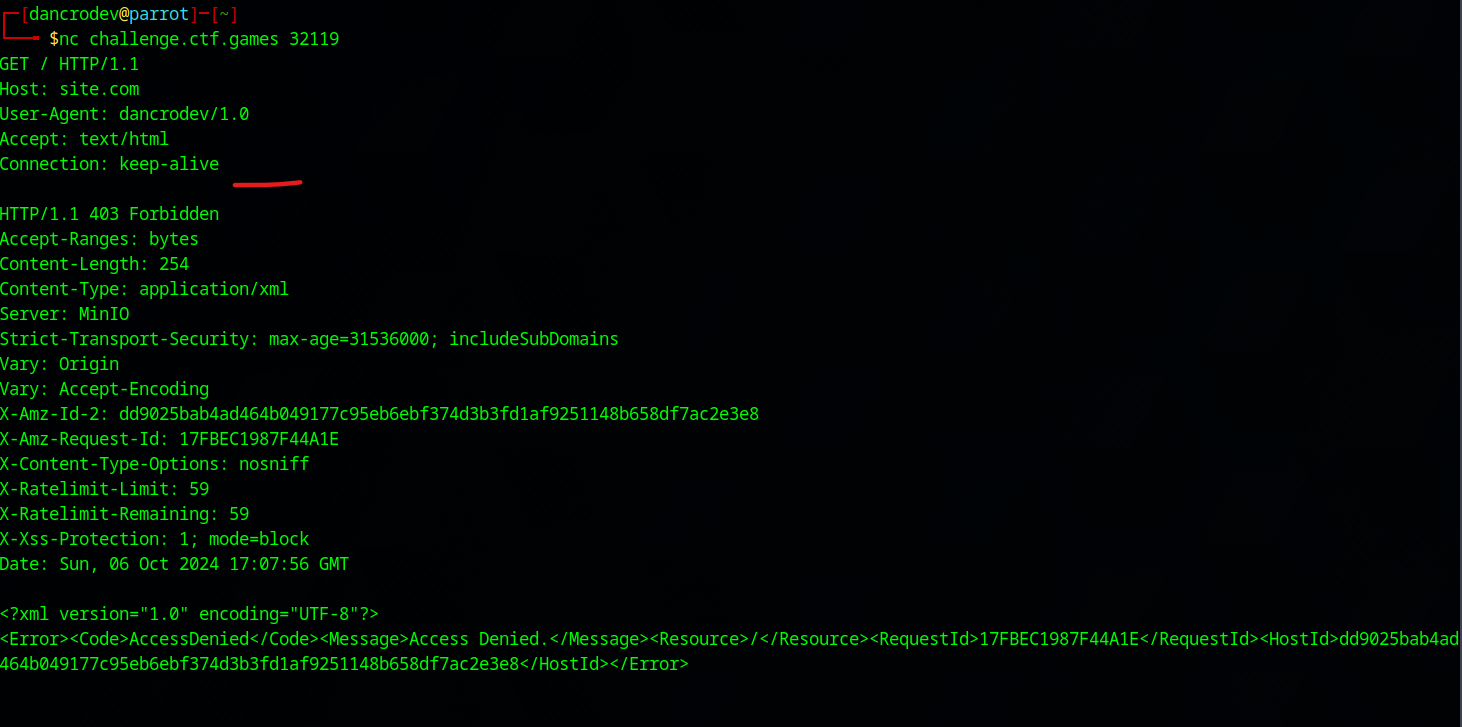 [dancrodev@parrot]─[~]
$nc challenge.ctf.games 32119
GET / HTTP/1.1
Host: site.com
User-Agent: dancrodev/1.0
Accept: text/html
Connection: keep-alive
HTTP/1.1 403 Forbidden
Accept-Ranges: bytes
Content-Length: 254
Content-Type: application/xml
Server: MinIO
Strict-Transport-Security: max-age=31536000; includeSubDomains
Vary: Origin
Vary: Accept-Encoding
X-Amz-Id-2: dd9025bab4ad464b049177c95eb6ebf374d3b3fd1af9251148b658df7ac2e3e8
X-Amz-Request-Id: 17FBEC1987F44A1E
X-Content-Type-Options: nosniff
X-Ratelimit-Limit: 59
X-Ratelimit-Remaining: 59
X-Xss-Protection: 1; mode=block
Date: Sun, 06 Oct 2024 17:07:56 GMT
<?xml version="1.0" encoding="UTF-8"?>
<Error><Code>AccessDenied</Code><Message>Access Denied.</Message><Resource>/</Resource><RequestId>17FBEC1987F44A1E</RequestId><HostId>dd9025bab4ad
464b049177c95eb6ebf374d3b3fd1af9251148b658df7ac2e3e8</HostId></Error>